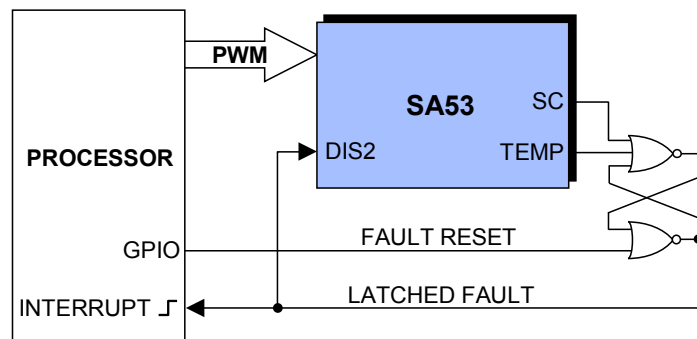 PWM
SA53
SC
PROCESSOR
DIS2
TEMP
GPIO
FAULT RESET
INTERRUPT
LATCHED FAULT